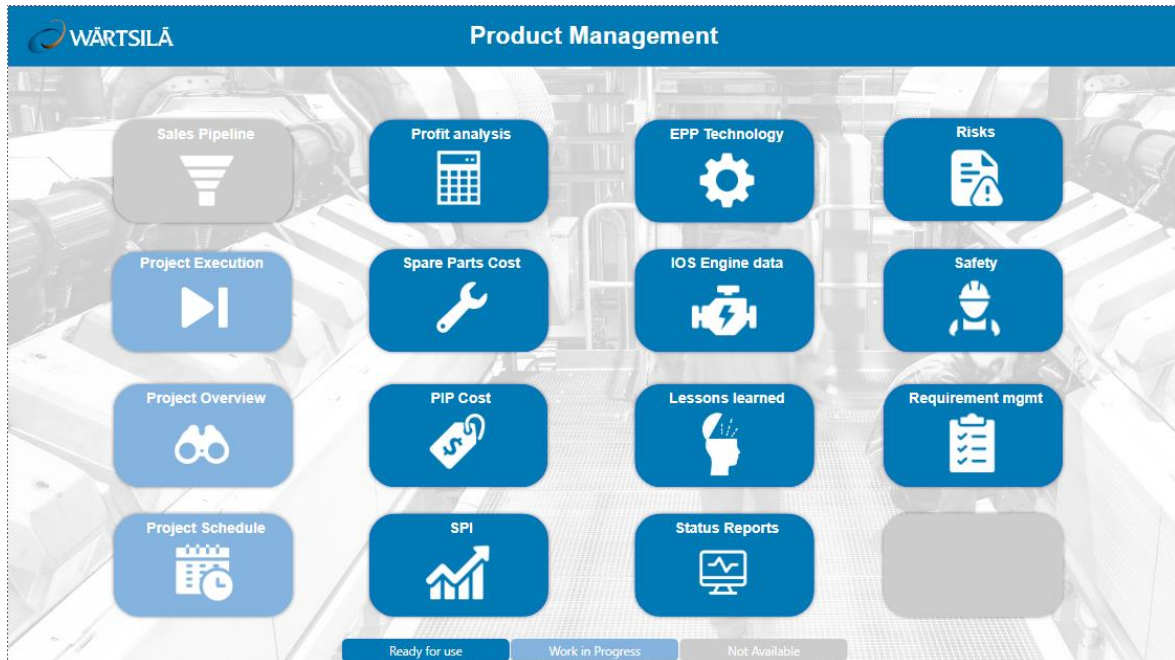 WÄRTSILÄ
Product Management
Sales Pipeline
Profit analysis
EPP Technology
Risks
Project Execution
Spare Parts Cost
IOS Engine data
Safety
Project Overview
PIP Cost
Lessons learned
Requirement mgmt
Project Schedule
SPI
Status Reports
Ready for use
Work in Progress
Not Available